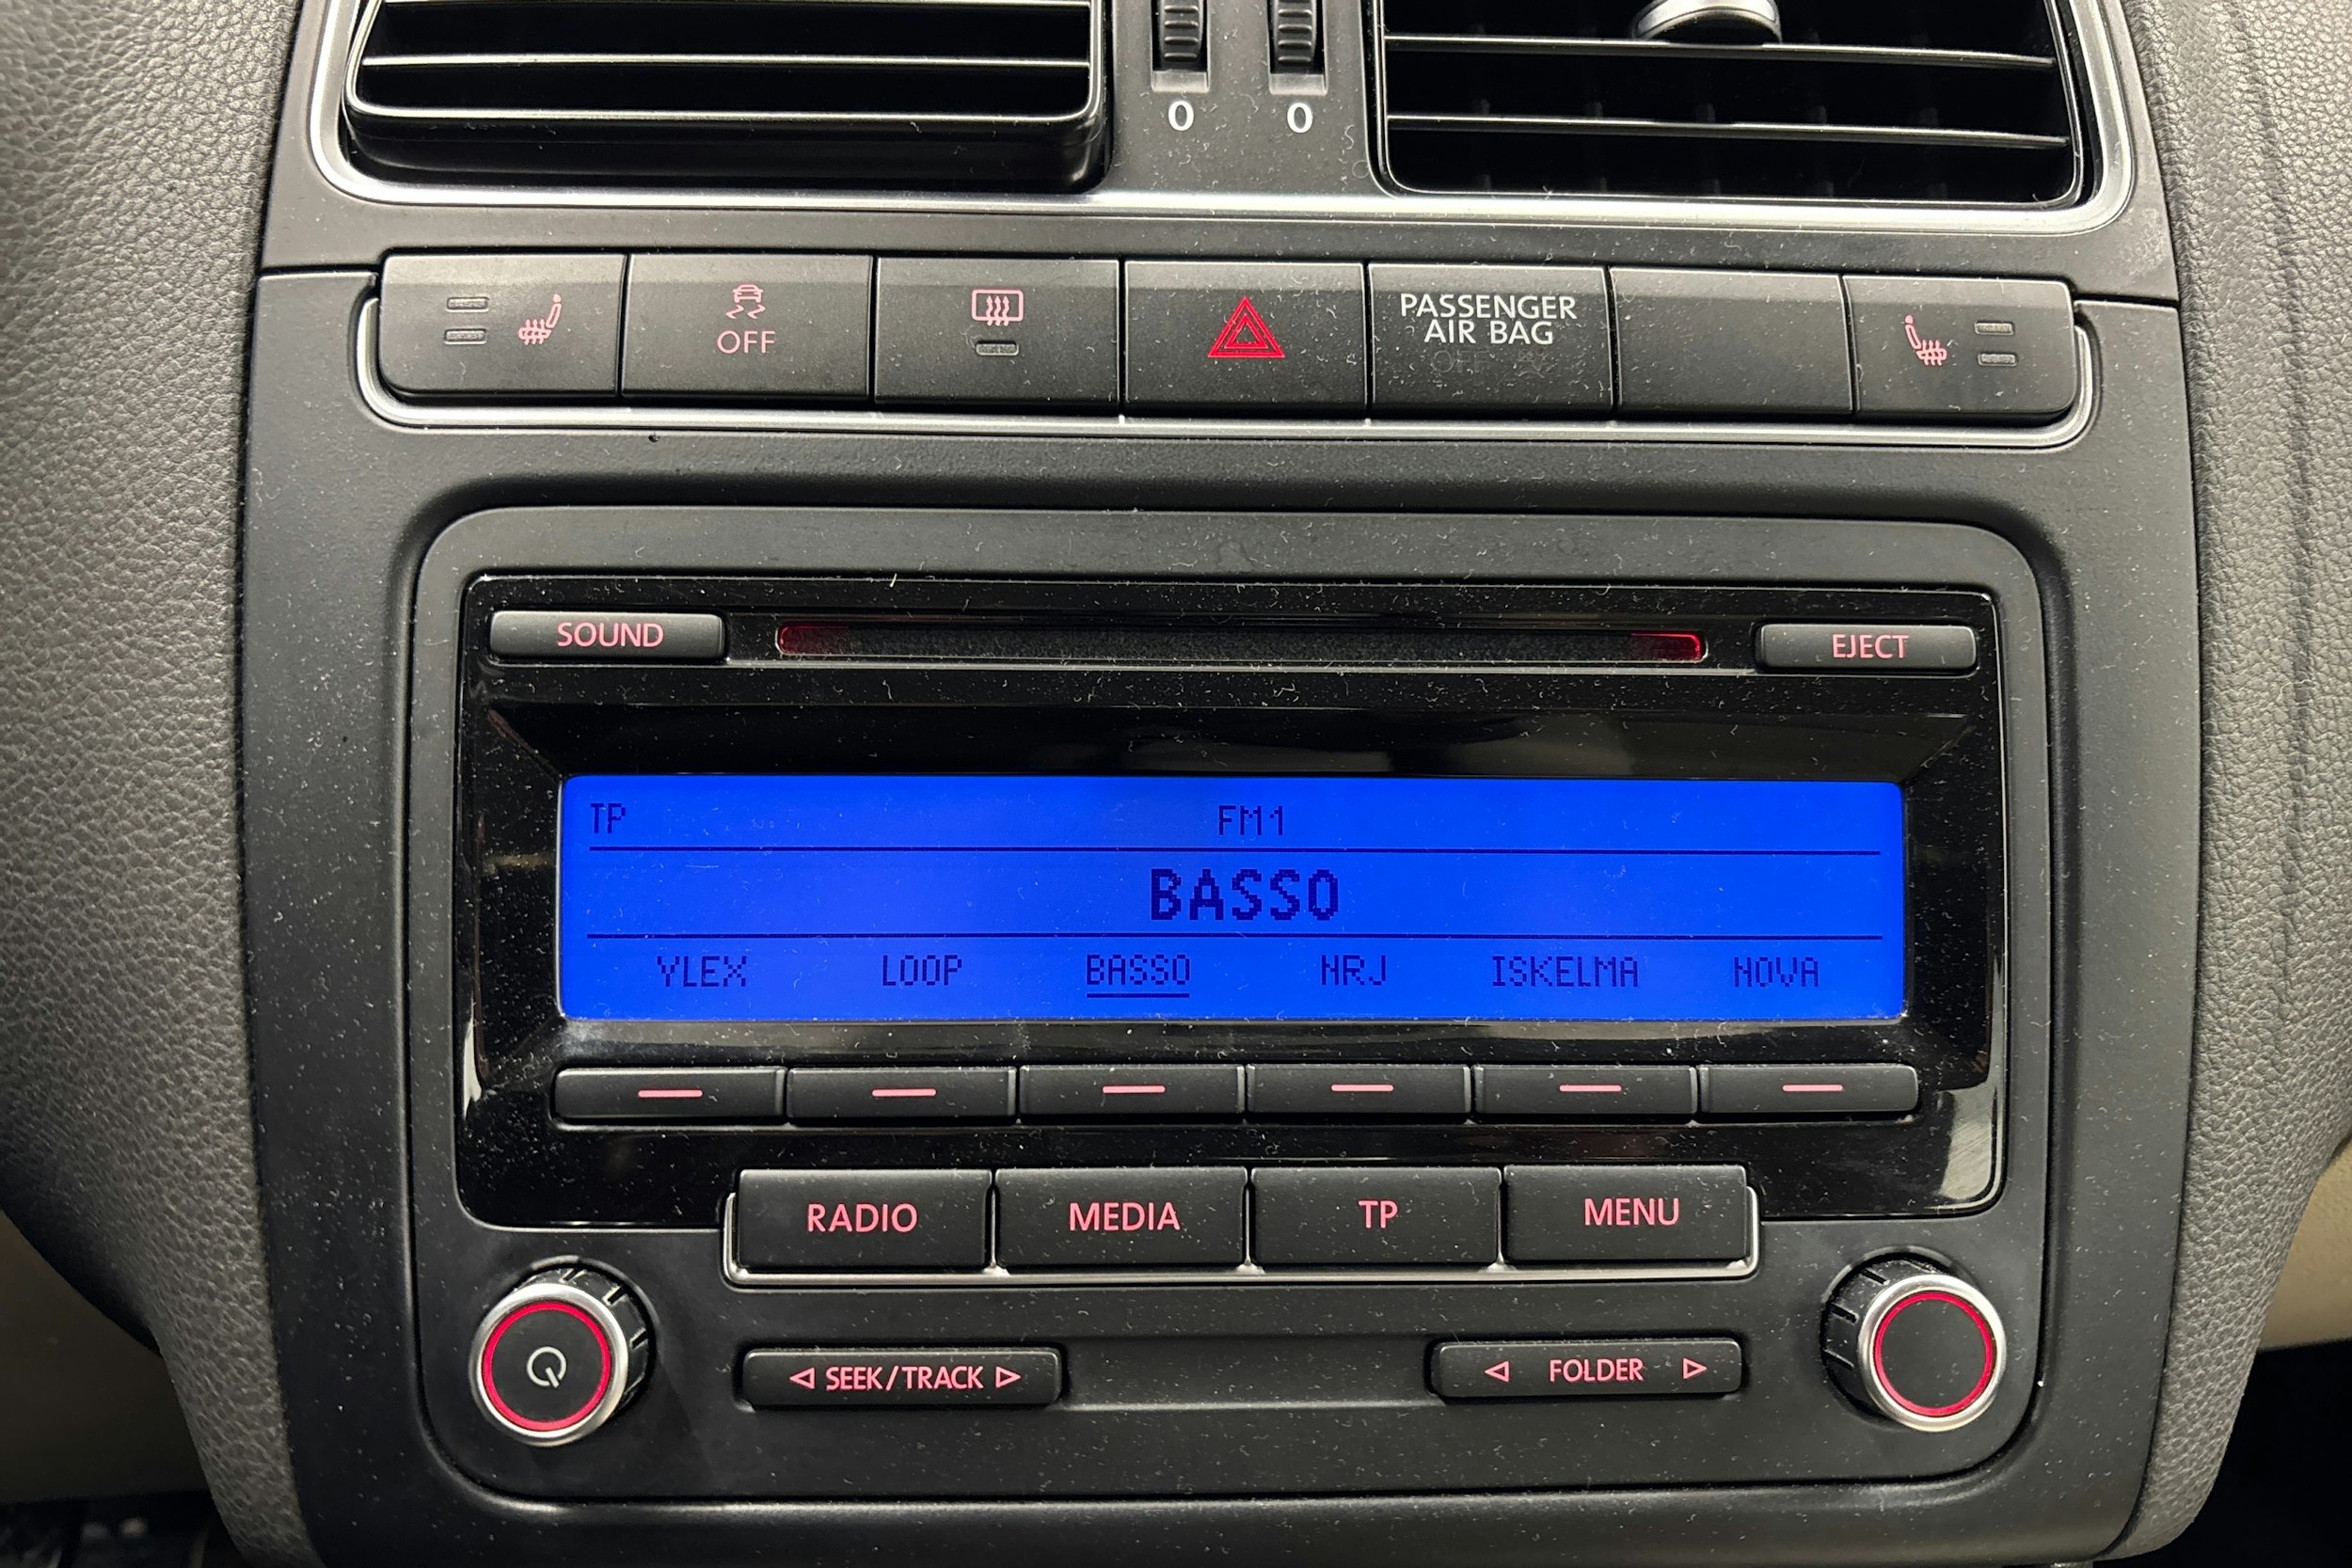 0 0
OFF
PASSENGER
AIR BAG
OFF
SOUND EJECT
TP FM1
BASSO
YLEX LOOP BASSO NRJ ISKELMA NOVA
RADIO MEDIA TP MENU
SEEK/TRACK FOLDER